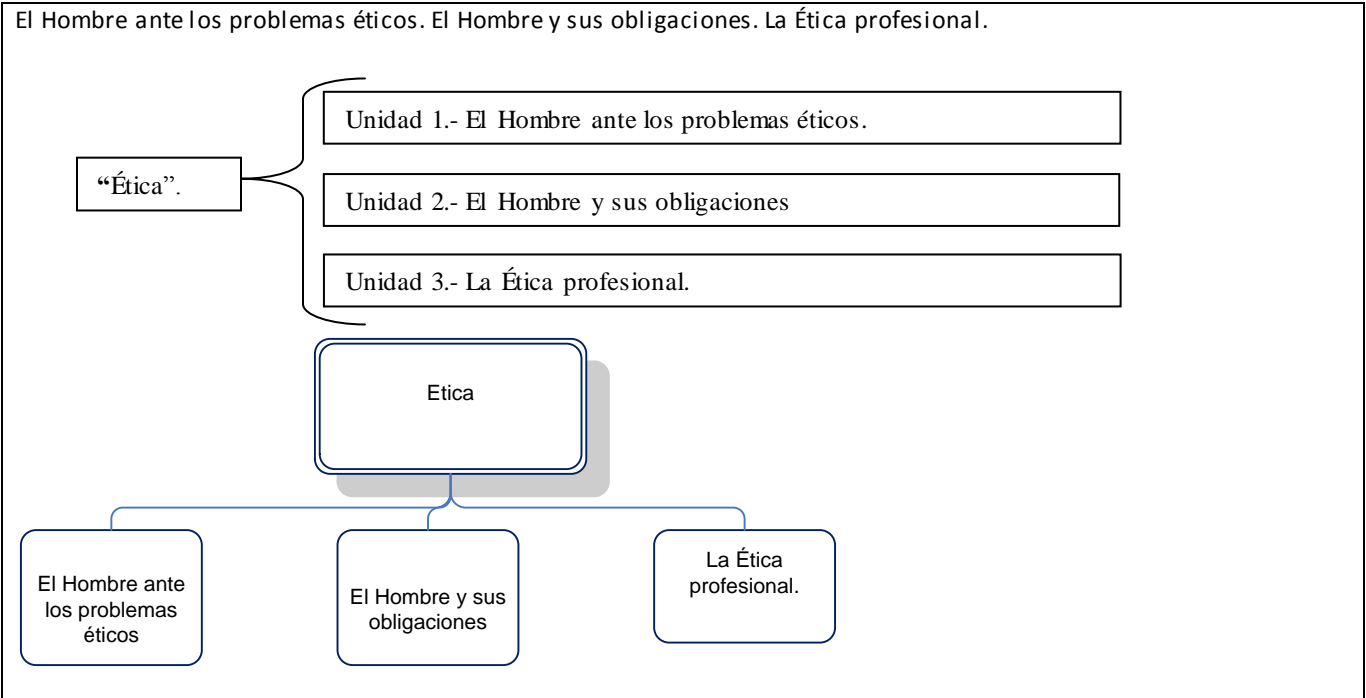 El Hombre ante los problemas éticos. El Hombre y sus obligaciones. La Ética profesional.
Unidad 1.- El Hombre ante los problemas éticos.
“Ética”.
Unidad 2.- El Hombre y sus obligaciones
Unidad 3.- La Ética profesional.
Etica
El Hombre ante
los problemas
éticos
El Hombre y sus
obligaciones
La Ética
profesional.